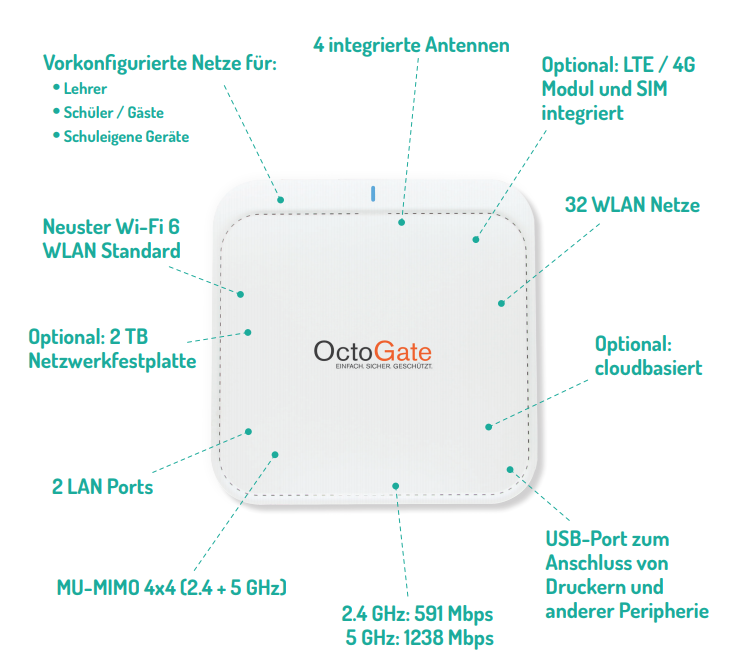 4 integrierte Antennen
Vorkonfigurierte Netze für:
• Lehrer
• Schüler / Gäste
• Schuleigene Geräte
Optional: LTE / 4G
Modul und SIM
integriert
32 WLAN Netze
Neuster Wi-Fi 6
WLAN Standard
Optional: 2 TB
Netzwerkfestplatte
OctoGate
EINFACH. SICHER. GESCHÜTZT.
Optional:
cloudbasiert
2 LAN Ports
USB-Port zum
Anschluss von
Druckern und
anderer Peripherie
MU-MIMO 4x4 (2.4 + 5 GHz)
2.4 GHz: 591 Mbps
5 GHz: 1238 Mbps